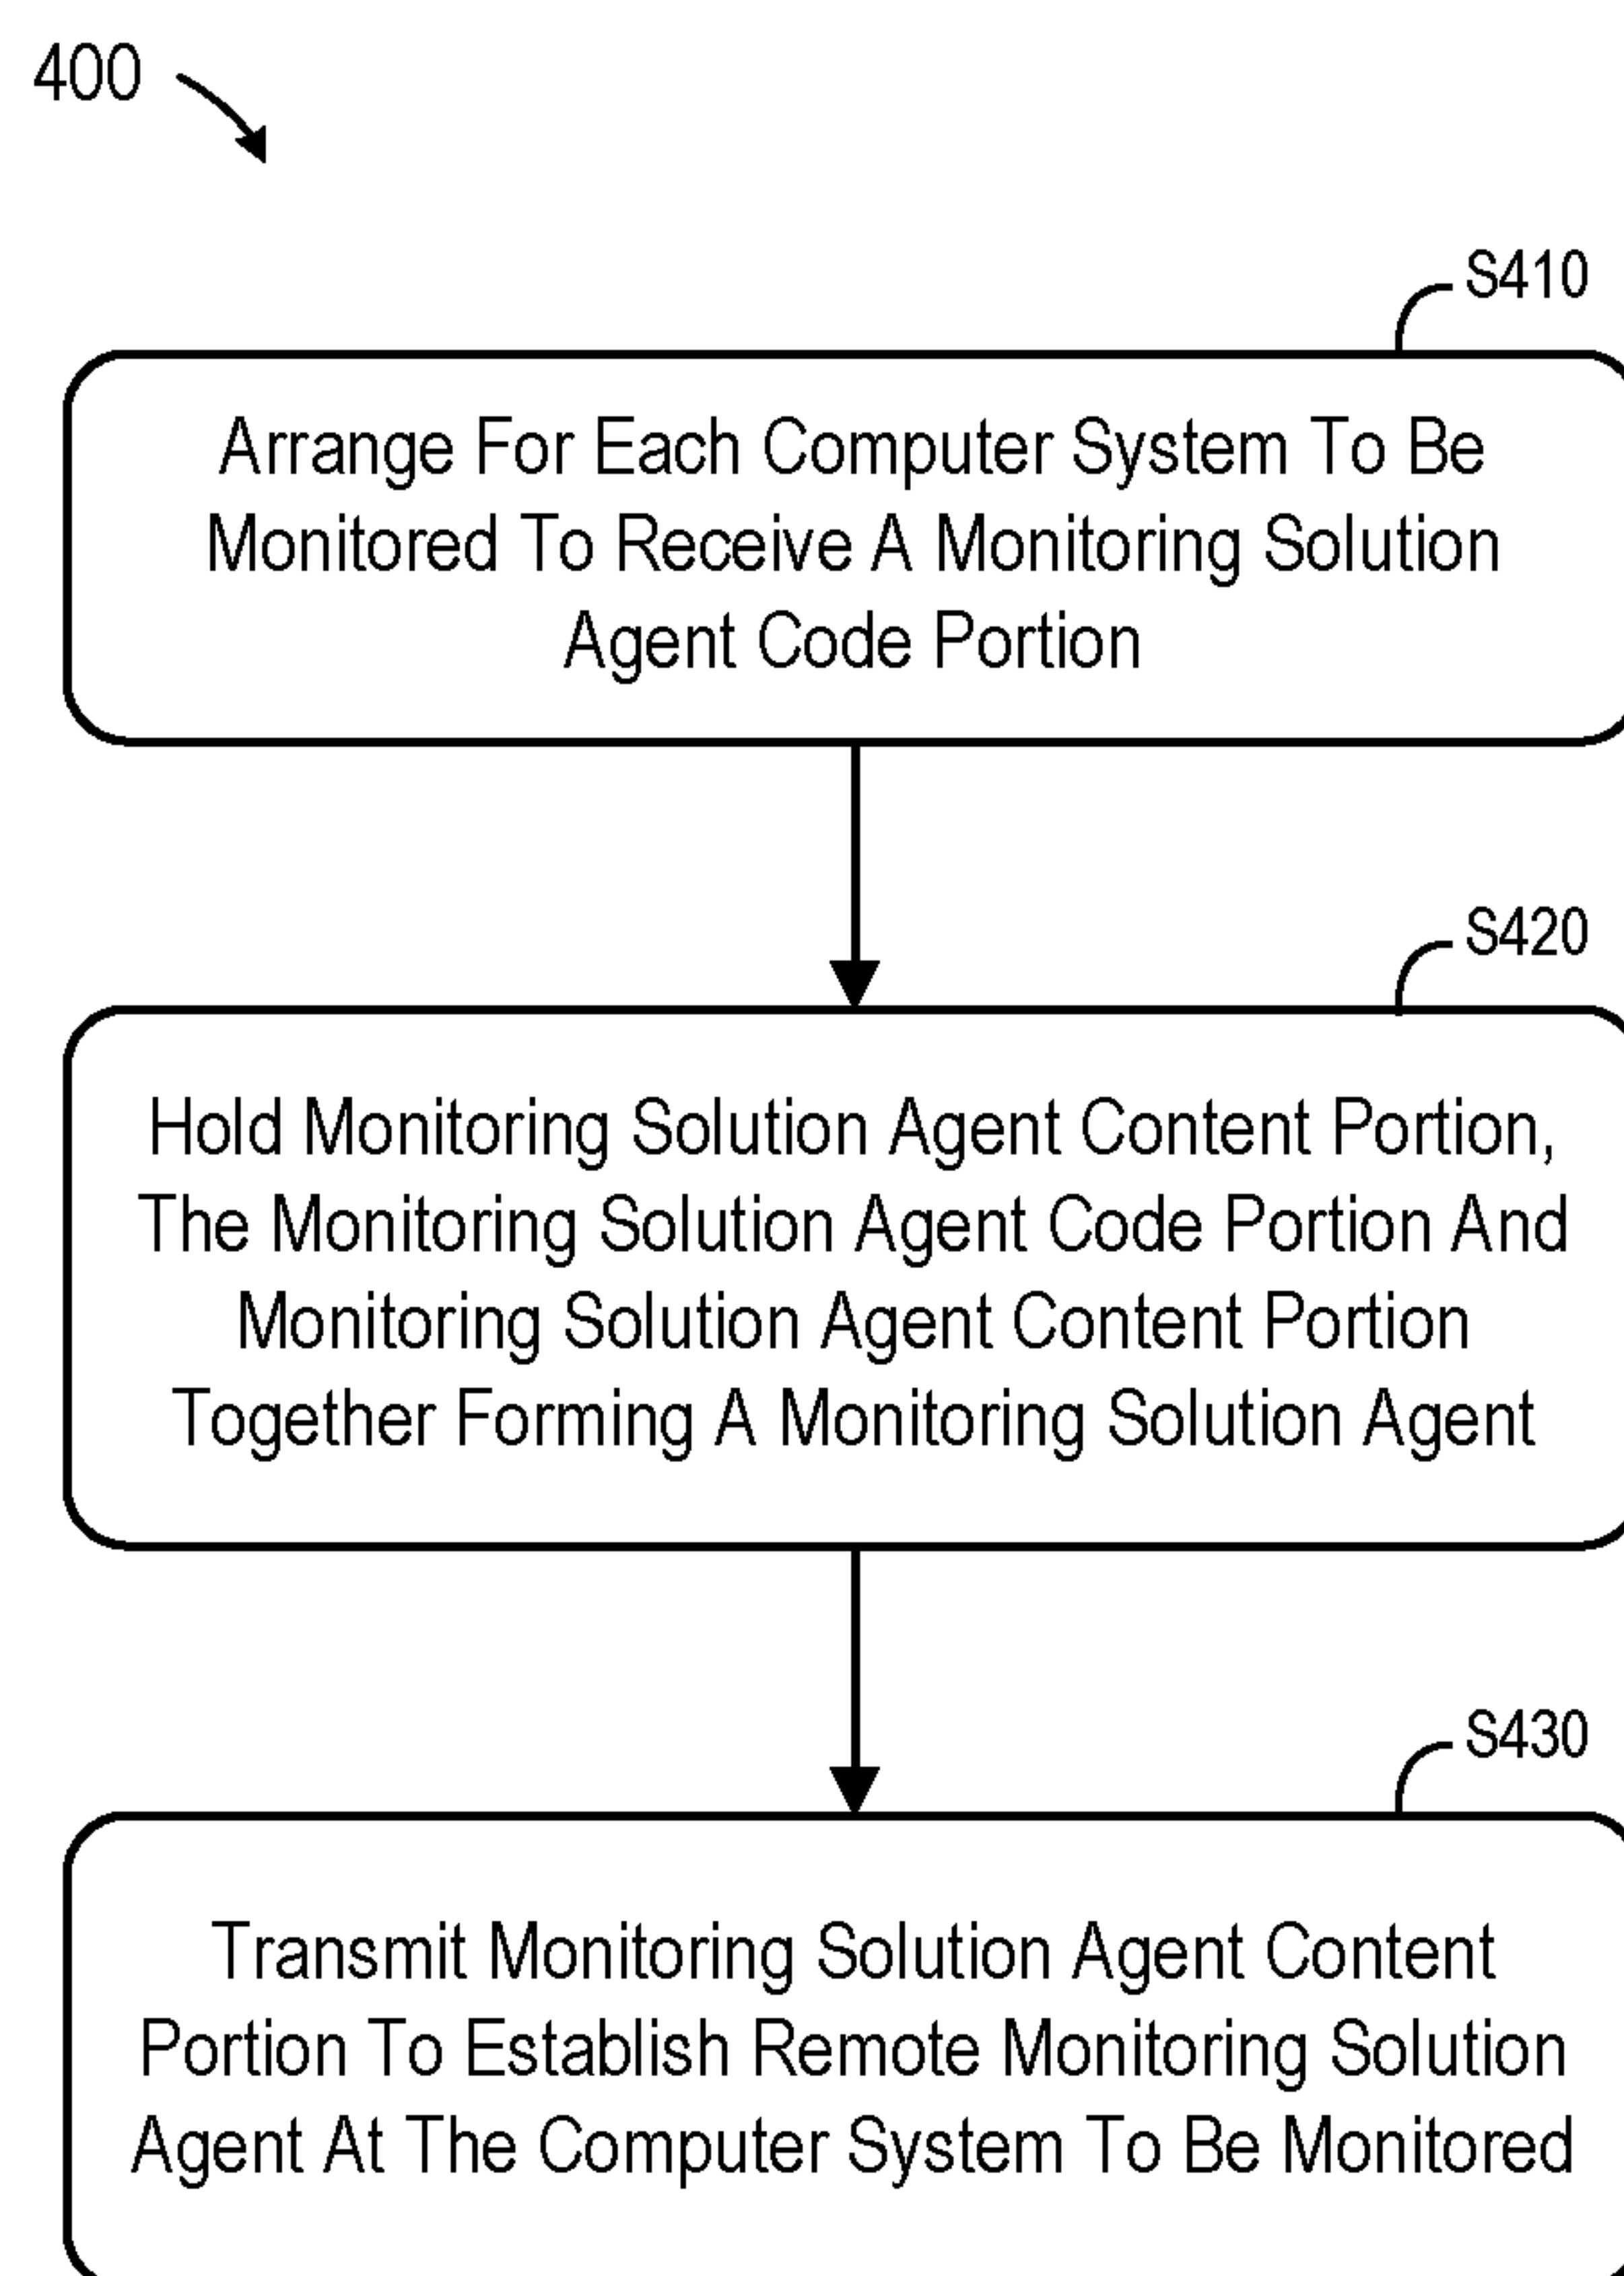 400
S410
Arrange For Each Computer System To Be
Monitored To Receive A Monitoring Solution
Agent Code Portion
S420
Hold Monitoring Solution Agent Content Portion,
The Monitoring Solution Agent Code Portion And
Monitoring Solution Agent Content Portion
Together Forming A Monitoring Solution Agent
S430
Transmit Monitoring Solution Agent Content
Portion To Establish Remote Monitoring Solution
Agent At The Computer System To Be Monitored